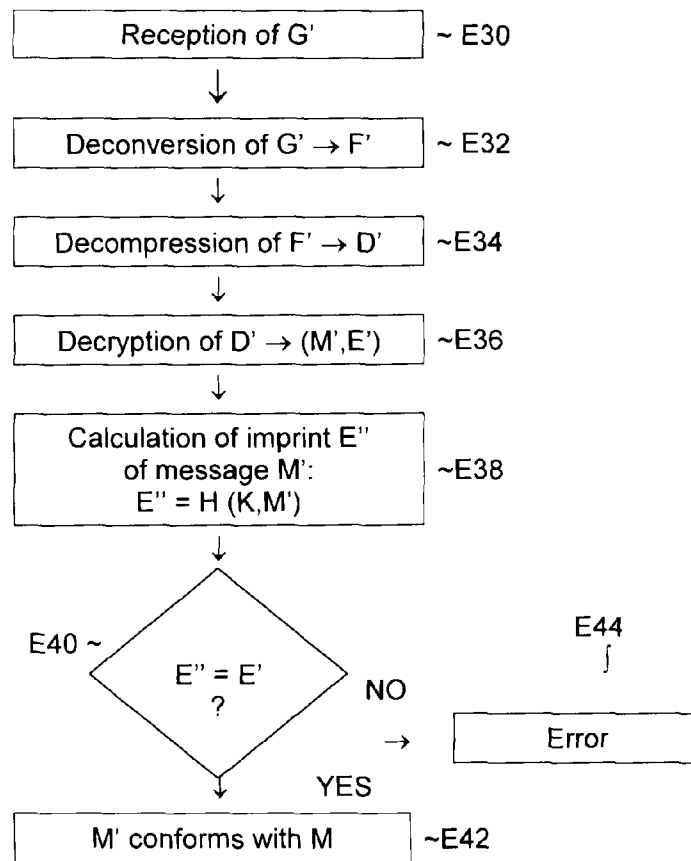 Reception of G' ~ E30
↓
Deconversion of G' → F' ~ E32
↓
Decompression of F' → D' ~E34
↓
Decryption of D' → (M',E') ~E36
↓
Calculation of imprint E''
of message M': ~E38
E'' = H (K,M')
↓
E40 ~
E'' = E'
?
NO
→
E44
∫
Error
↓ YES
M' conforms with M ~E42